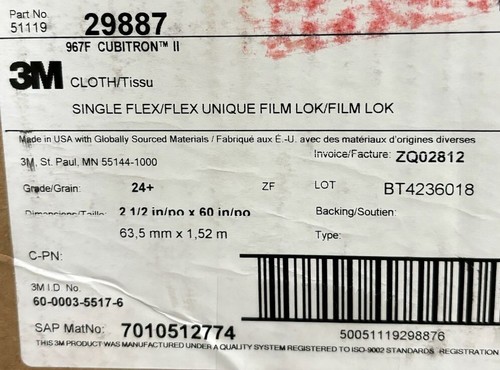 Part No.
51119 29887
967F CUBITRON™ II
3M CLOTH/Tissu
SINGLE FLEX/FLEX UNIQUE FILM LOK/FILM LOK
Made in USA with Globally Sourced Materials / Fabriqué aux É.-U. avec des matériaux d'origines diverses
3M, St. Paul, MN 55144-1000 Invoice/Facture: ZQ02812
Grade/Grain: 24+ ZF LOT BT4236018
Dimensions/Taille: 2 1/2 in/po x 60 in/po Backing/Soutien:
63,5 mm x 1,52 m Type:
C-PN:
3M I.D No.
60-0003-5517-6
SAP MatNo: 7010512774 50051119298876
THIS 3M PRODUCT WAS MANUFACTURED UNDER A QUALITY SYSTEM REGISTERED TO ISO-9002 STANDARDS REGISTRATION